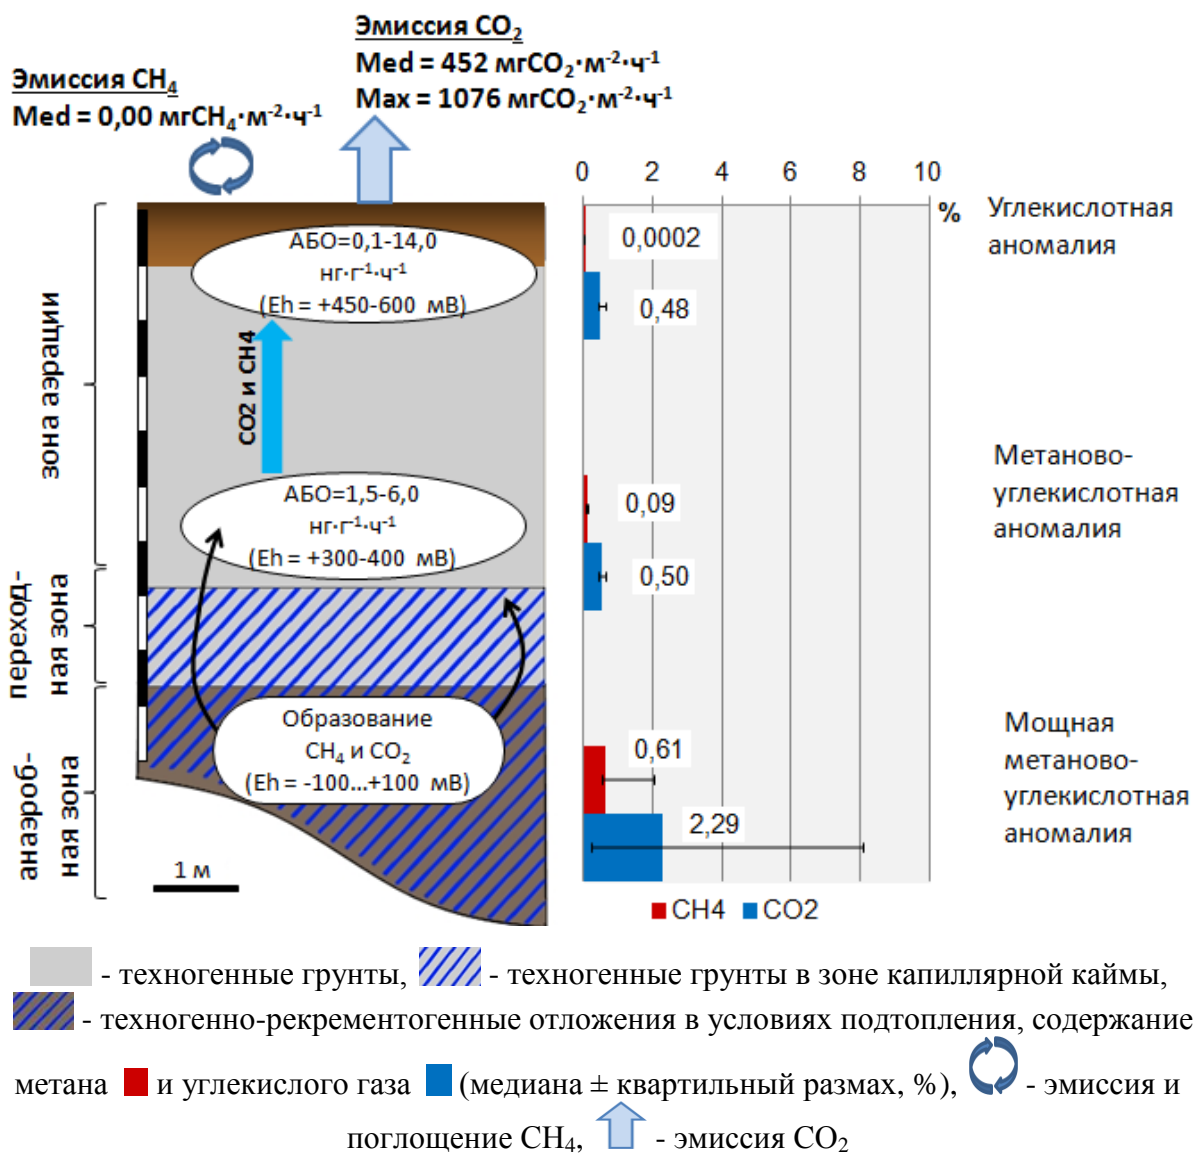 Эмиссия CO₂
Med = 452 мгCO₂·м⁻²·ч⁻¹
Max = 1076 мгCO₂·м⁻²·ч⁻¹
Эмиссия CH₄
Med = 0,00 мгCH₄·м⁻²·ч⁻¹
0 2 4 6 8 10
%
АБО=0,1-14,0
нг·г⁻¹·ч⁻¹
(Eh = +450-600 мВ)
CO2 и CH4
АБО=1,5-6,0
нг·г⁻¹·ч⁻¹
(Eh = +300-400 мВ)
Образование
CH₄ и CO₂
(Eh = -100...+100 мВ)
зона аэрации
переход-
ная зона
анаэроб-
ная зона
1 м
0,0002
0,48
0,09
0,50
0,61
2,29
CH4 CO2
Углекислотная
аномалия
Метаново-
углекислотная
аномалия
Мощная
метаново-
углекислотная
аномалия
- техногенные грунты, - техногенные грунты в зоне капиллярной каймы,
- техногенно-рекрементогенные отложения в условиях подтопления, содержание
метана и углекислого газа (медиана ± квартильный размах, %), - эмиссия и
поглощение CH₄, - эмиссия CO₂